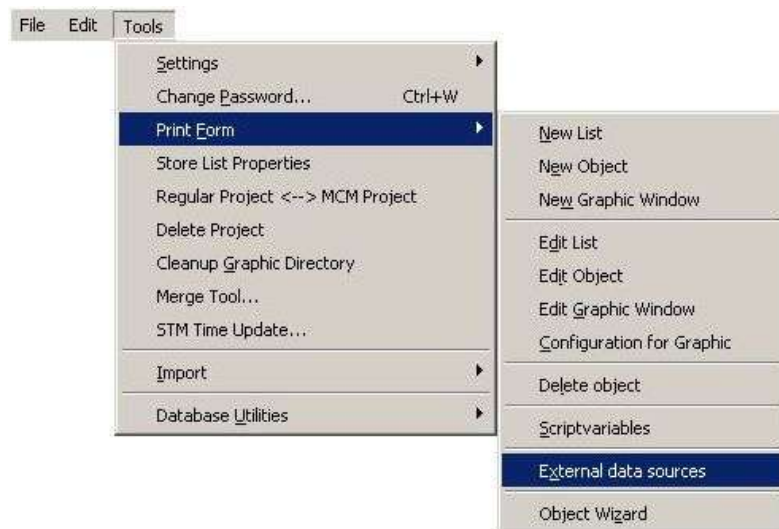 File Edit Tools
Settings
Change Password... Ctrl+W
Print Form
Store List Properties
Regular Project <--> MCM Project
Delete Project
Cleanup Graphic Directory
Merge Tool...
STM Time Update...
Import
Database Utilities
New List
New Object
New Graphic Window
Edit List
Edit Object
Edit Graphic Window
Configuration for Graphic
Delete object
Scriptvariables
External data sources
Object Wizard